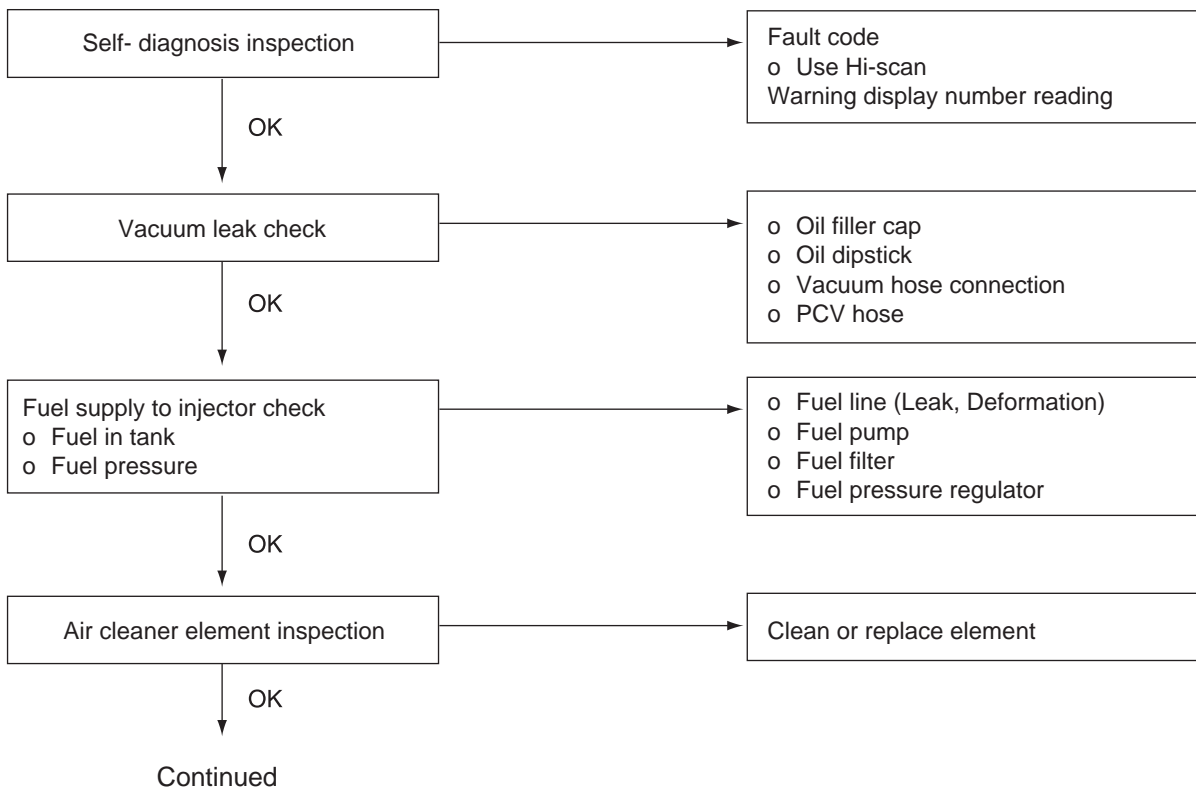 Self- diagnosis inspection
Fault code
o Use Hi-scan
Warning display number reading
OK
Vacuum leak check
o Oil filler cap
o Oil dipstick
o Vacuum hose connection
o PCV hose
OK
Fuel supply to injector check
o Fuel in tank
o Fuel pressure
o Fuel line (Leak, Deformation)
o Fuel pump
o Fuel filter
o Fuel pressure regulator
OK
Air cleaner element inspection
Clean or replace element
OK
Continued